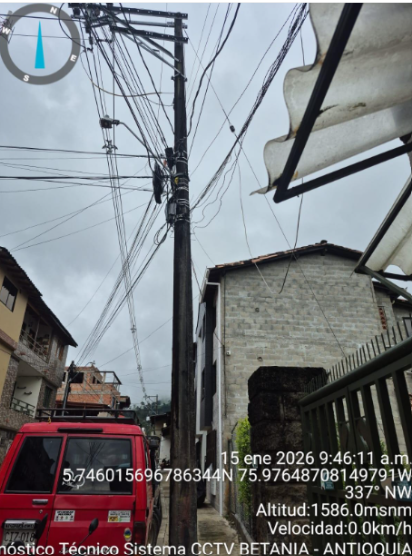 N
E
S
W
15 ene 2026 9:46:11 a.m.
5.746015696786344N 75.97648708149791W
337° NW
Altitud:1586.0msnm
Velocidad:0.0km/h
nóstico Técnico Sistema CCTV BETANIA , ANTIOQUIA